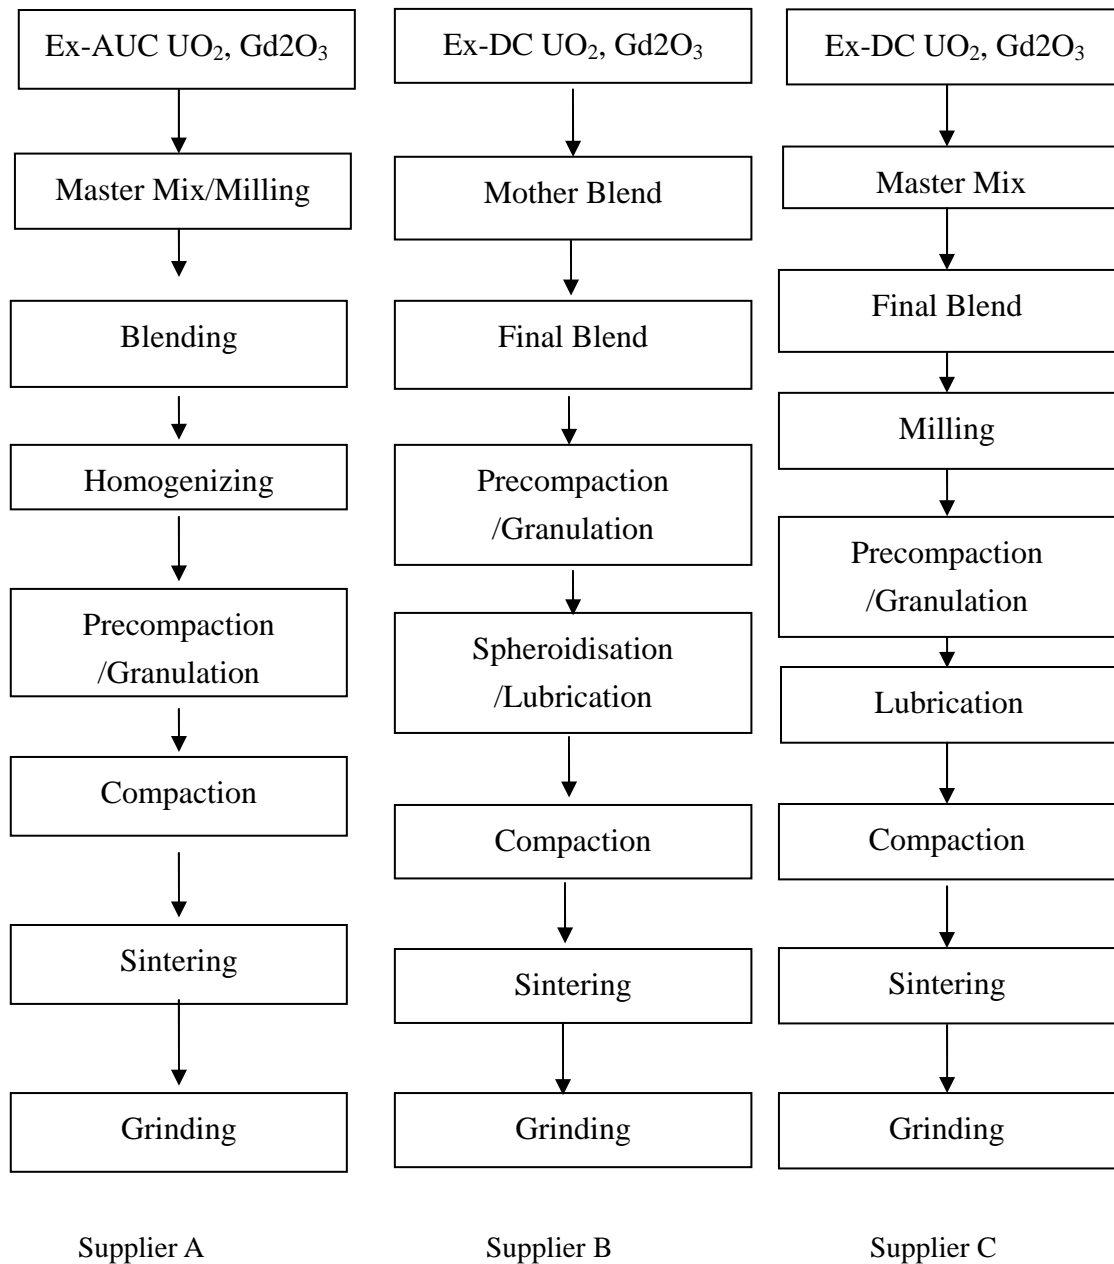 Ex-AUC UO₂, Gd2O₃
Master Mix/Milling
Blending
Homogenizing
Precompaction
/Granulation
Compaction
Sintering
Grinding
Supplier A
Ex-DC UO₂, Gd2O₃
Mother Blend
Final Blend
Precompaction
/Granulation
Spheroidisation
/Lubrication
Compaction
Sintering
Grinding
Supplier B
Ex-DC UO₂, Gd2O₃
Master Mix
Final Blend
Milling
Precompaction
/Granulation
Lubrication
Compaction
Sintering
Grinding
Supplier C